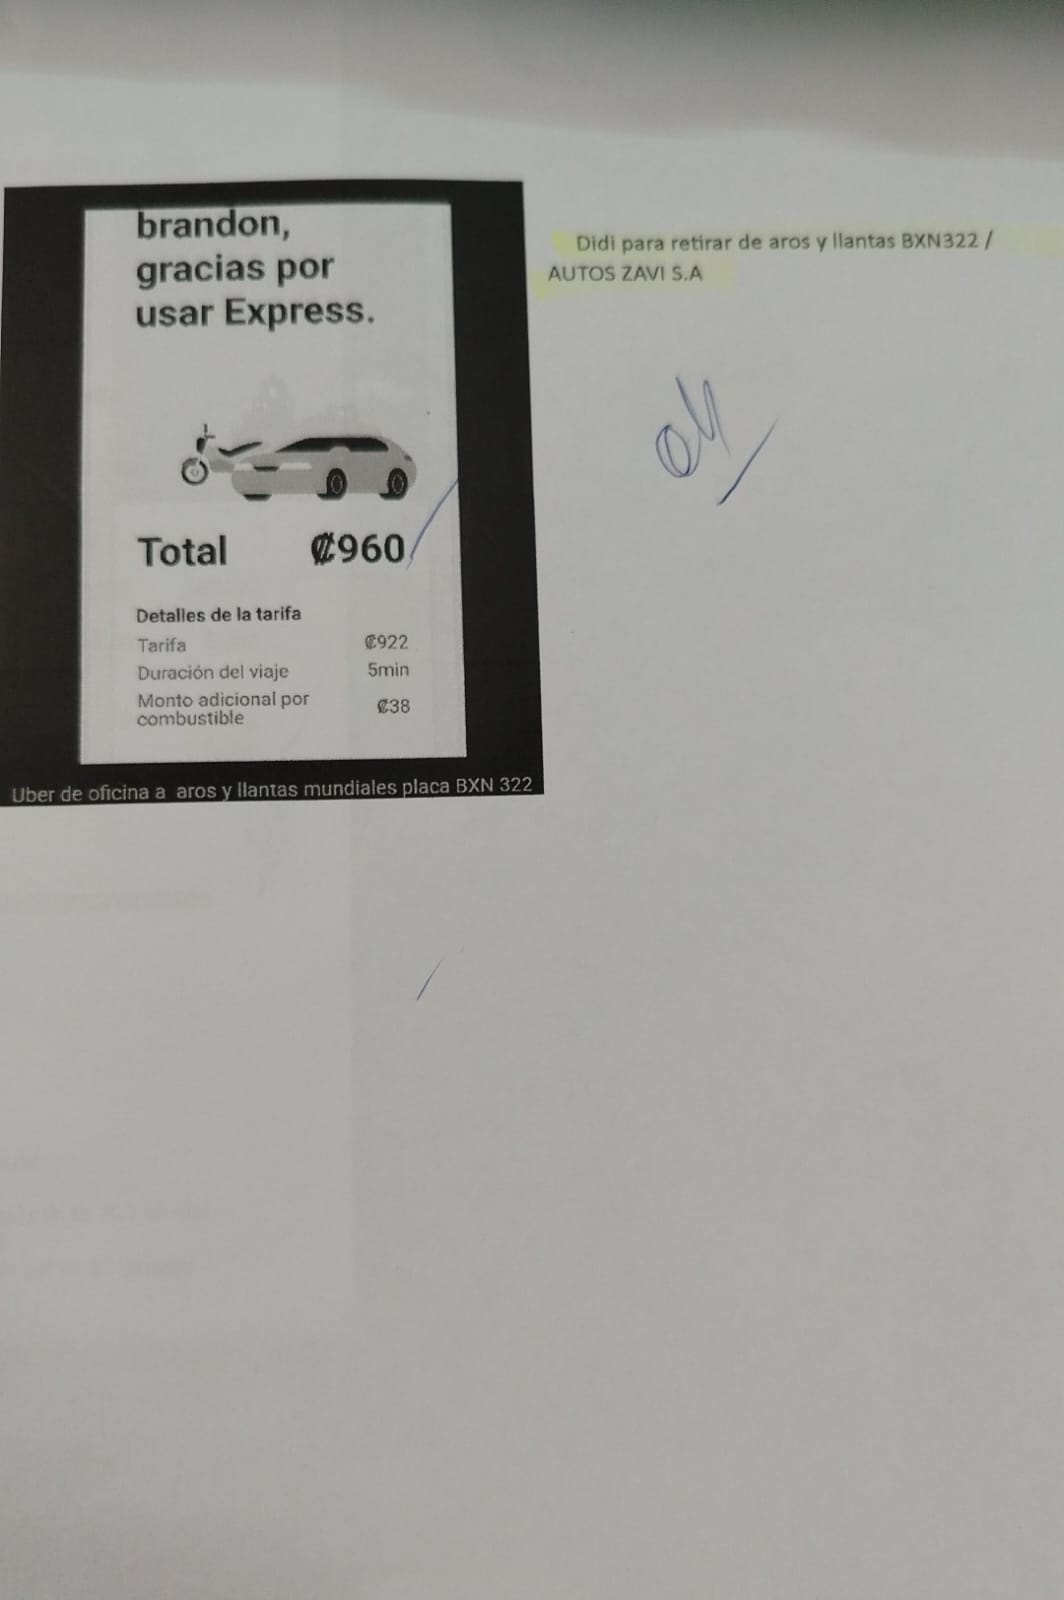 brandon,
gracias por
usar Express.
Total ₡960
Detalles de la tarifa
Tarifa ₡922
Duración del viaje 5min
Monto adicional por
combustible ₡38
Uber de oficina a aros y llantas mundiales placa BXN 322
Didi para retirar de aros y llantas BXN322 /
AUTOS ZAVI S.A